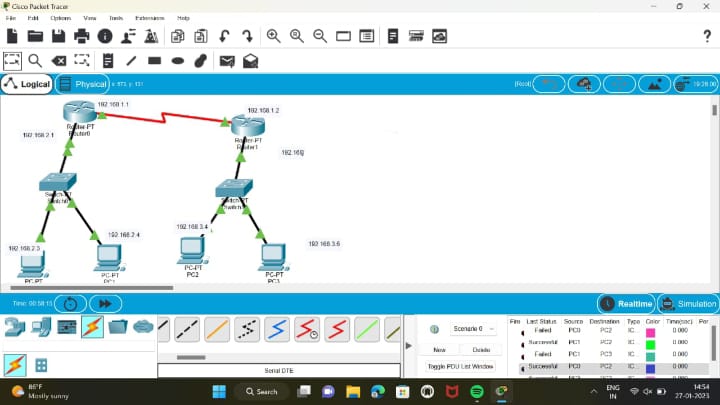 Cisco Packet Tracer
File Edit Options View Tools Extensions Help
?
Logical Physical x: 573, y: 131 [Root] 19:26:00
192.168.1.1
192.168.1.2
Router-PT
Router0
192.168.2.1
Router-PT
Router1
192.168
Switch-PT
Switch0
Switch-PT
192.168.3.4
192.168.2.4
192.168.2.3
192.168.3.6
PC-PT
PC-PT
PC1
PC-PT
PC2
PC-PT
PC3
Time: 00:58:15 Realtime Simulation
Scenario 0
New Delete
Toggle PDU List Window
Fire Last Status Source Destination Type Color Time(sec) Per
Failed PC0 PC2 IC... 0.000
Successful PC1 PC2 IC... 0.000
Failed PC1 PC3 IC... 0.000
Successful PC0 PC2 IC... 0.000
Serial DTE
86°F
Mostly sunny
Search
ENG
IN
14:54
27-01-2023